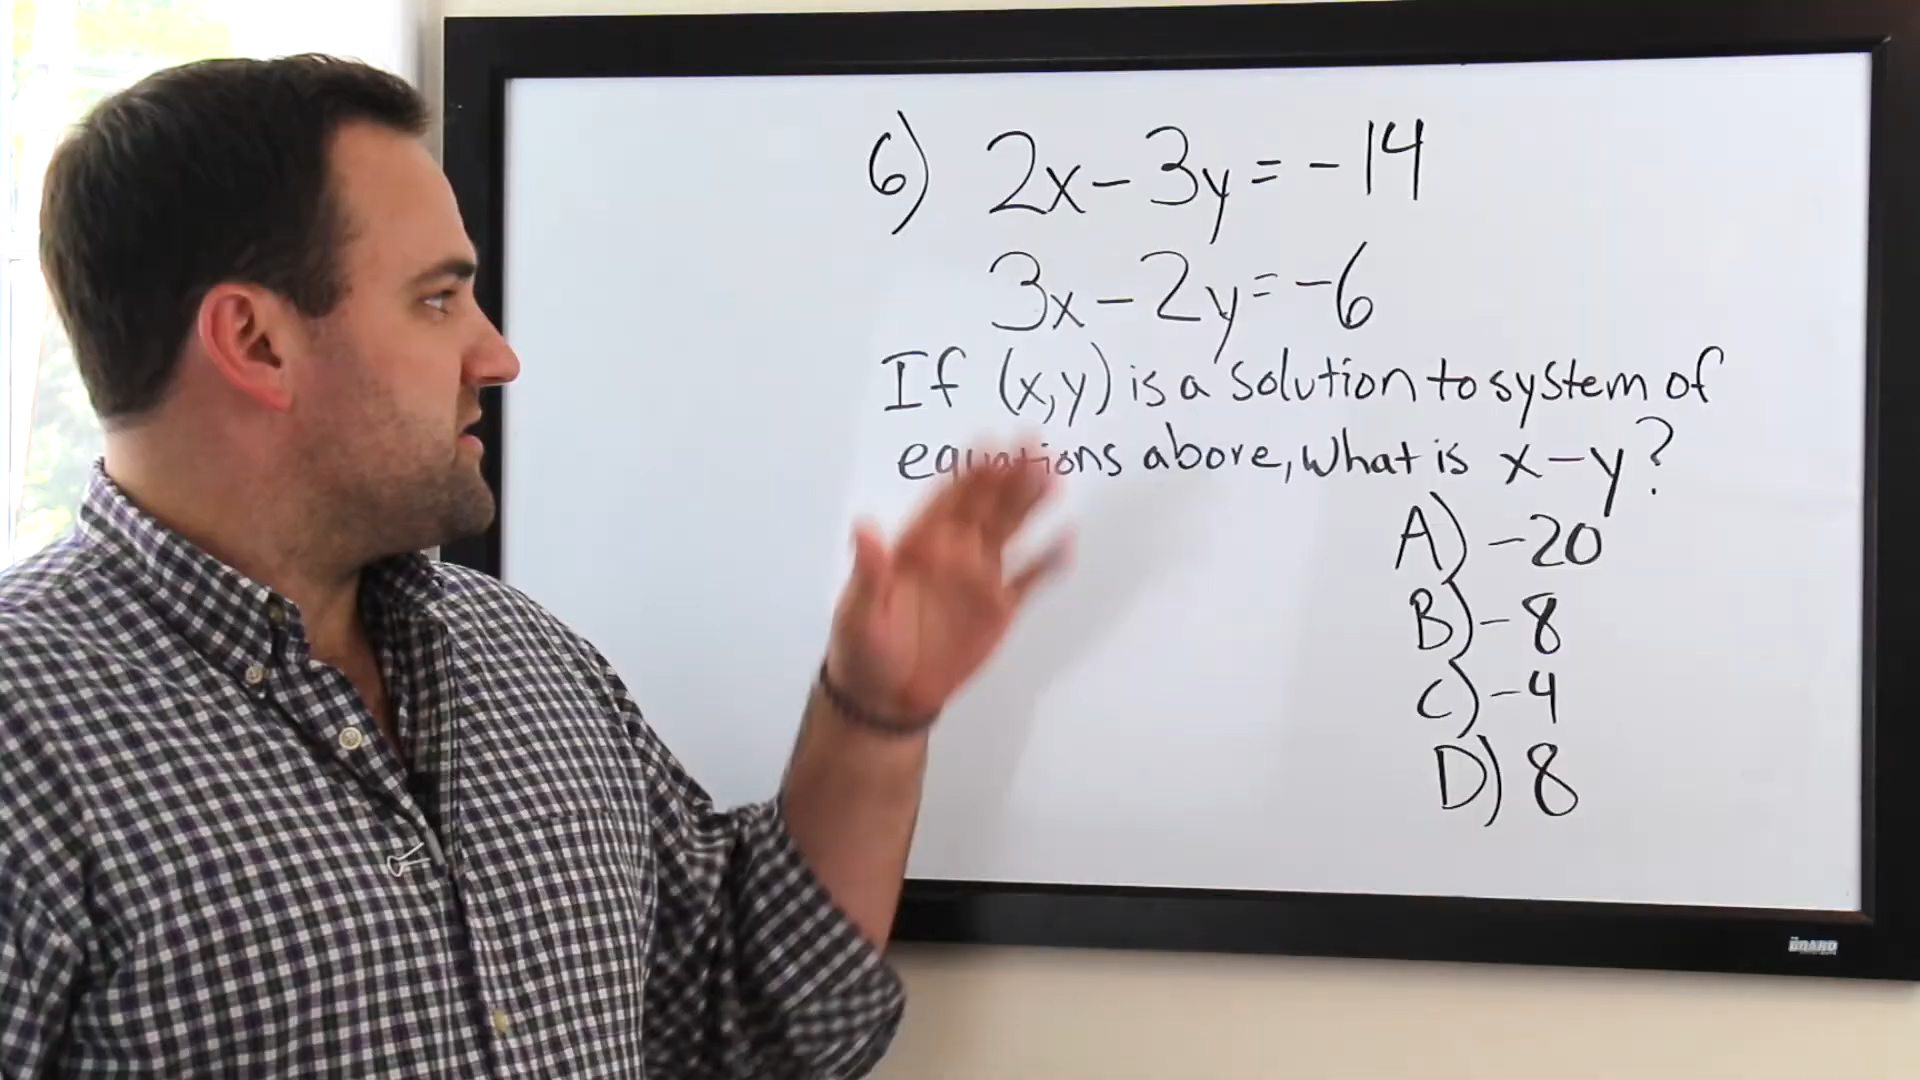 6) 2x-3y=-14
3x-2y=-6
If (x,y) is a solution to system of
equations above, what is x-y?
A) -20
B) -8
C) -4
D) 8